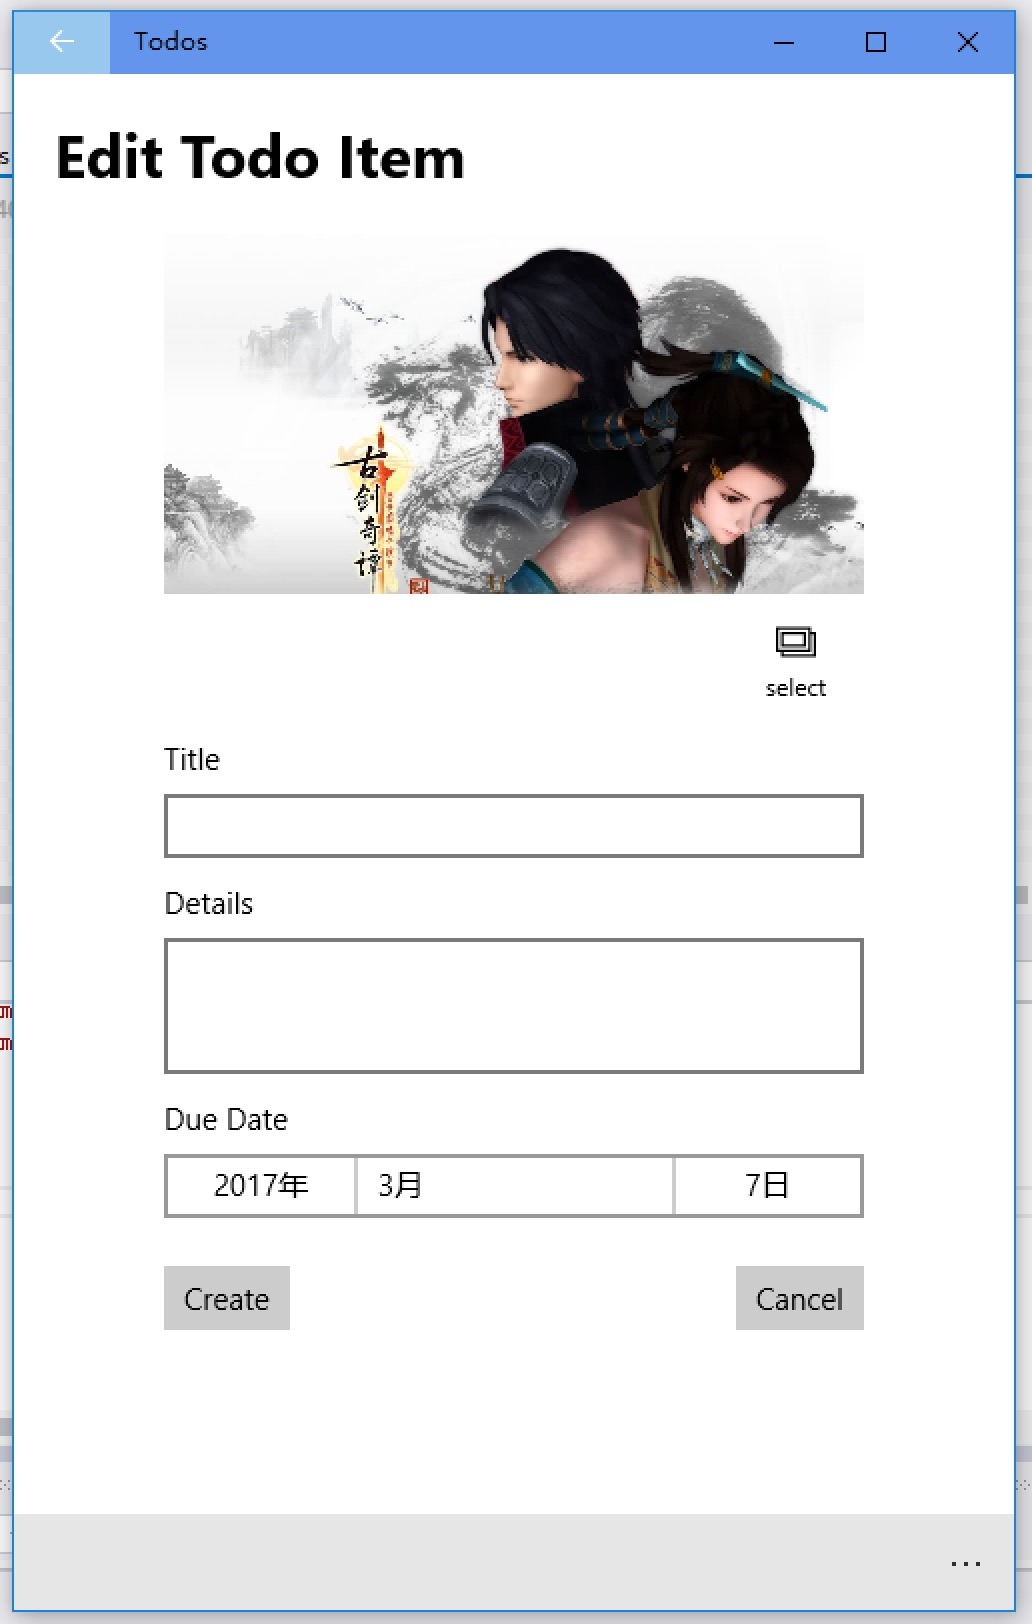 Todos
Edit Todo Item
古剑奇谭
select
Title
Details
Due Date
2017年 3月 7日
Create Cancel
...